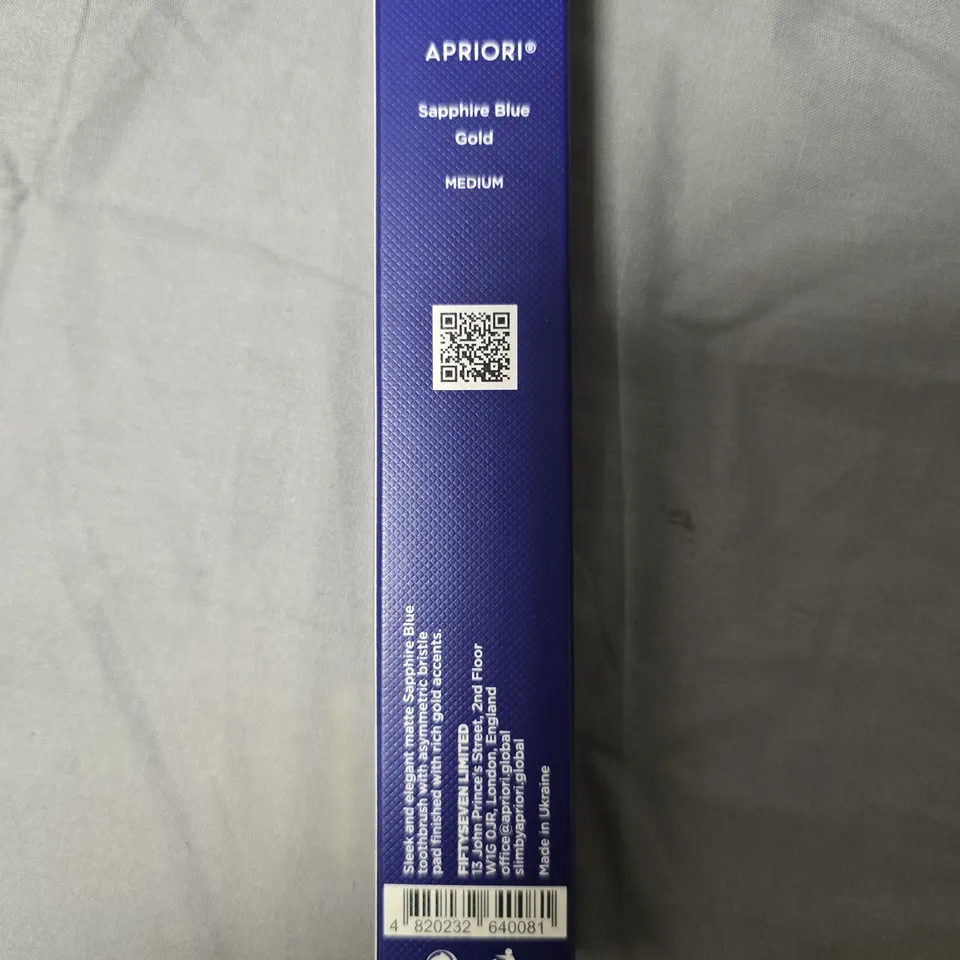 APRIORI®
Sapphire Blue
Gold
MEDIUM
Sleek and elegant matte Sapphire Blue
toothbrush with asymmetric bristle
pad finished with rich gold accents.
FIFTYSEVEN LIMITED
13 John Prince's Street, 2nd Floor
W1G 0JR, London, England
office@apriori.global
slimbyapriori.global
Made in Ukraine
4 820232 640081